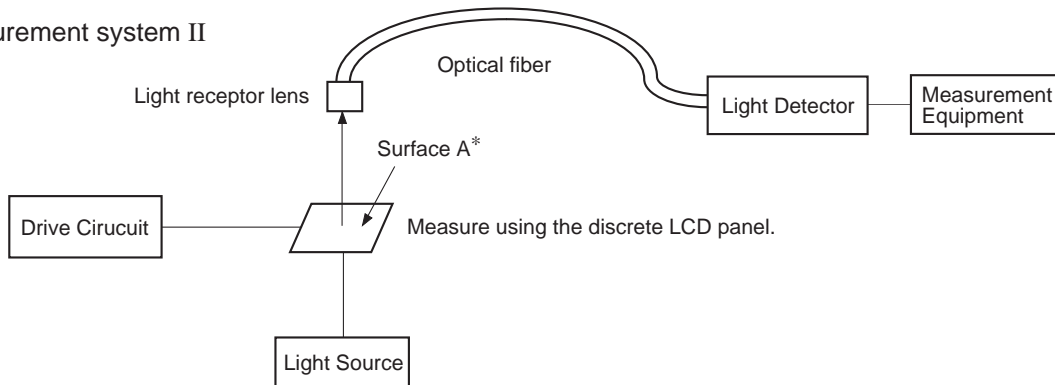 urement system II
Optical fiber
Light receptor lens
Light Detector
Measurement
Equipment
Surface A*
Drive Cirucuit
Measure using the discrete LCD panel.
Light Source